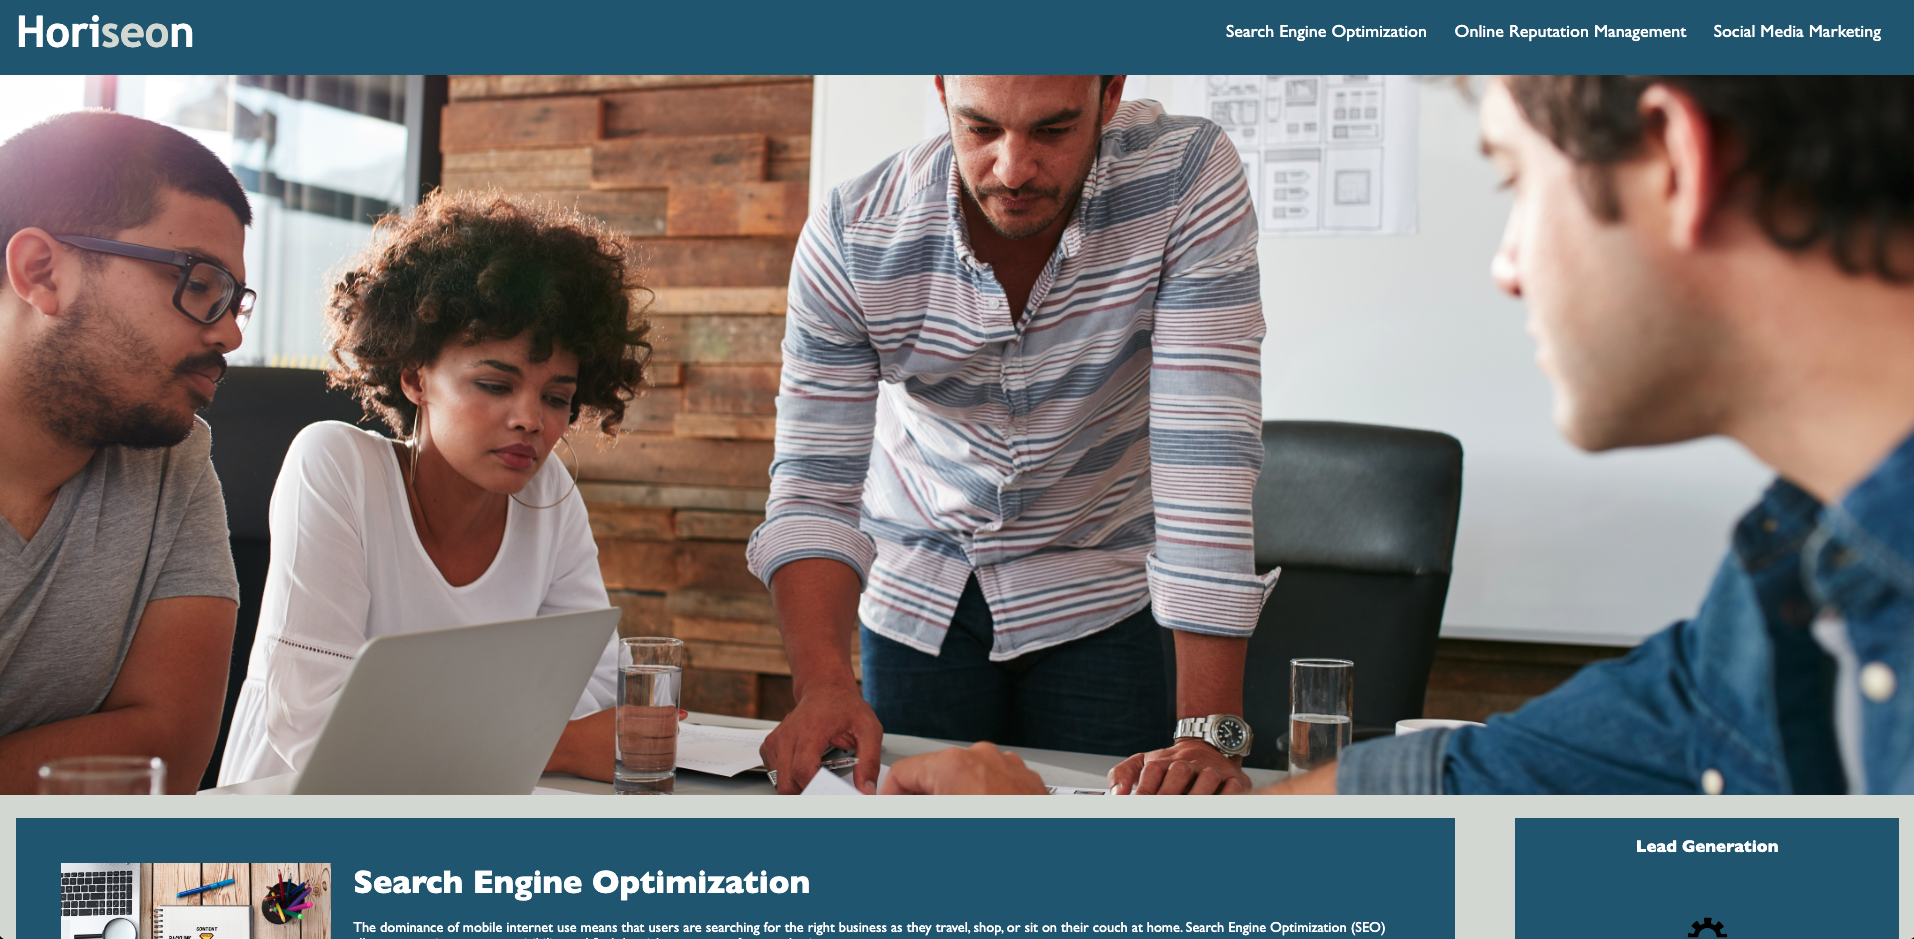 Horiseon
Search Engine Optimization
Online Reputation Management
Social Media Marketing
Search Engine Optimization
The dominance of mobile internet use means that users are searching for the right business as they travel, shop, or sit on their couch at home. Search Engine Optimization (SEO)
Lead Generation
CONTENT